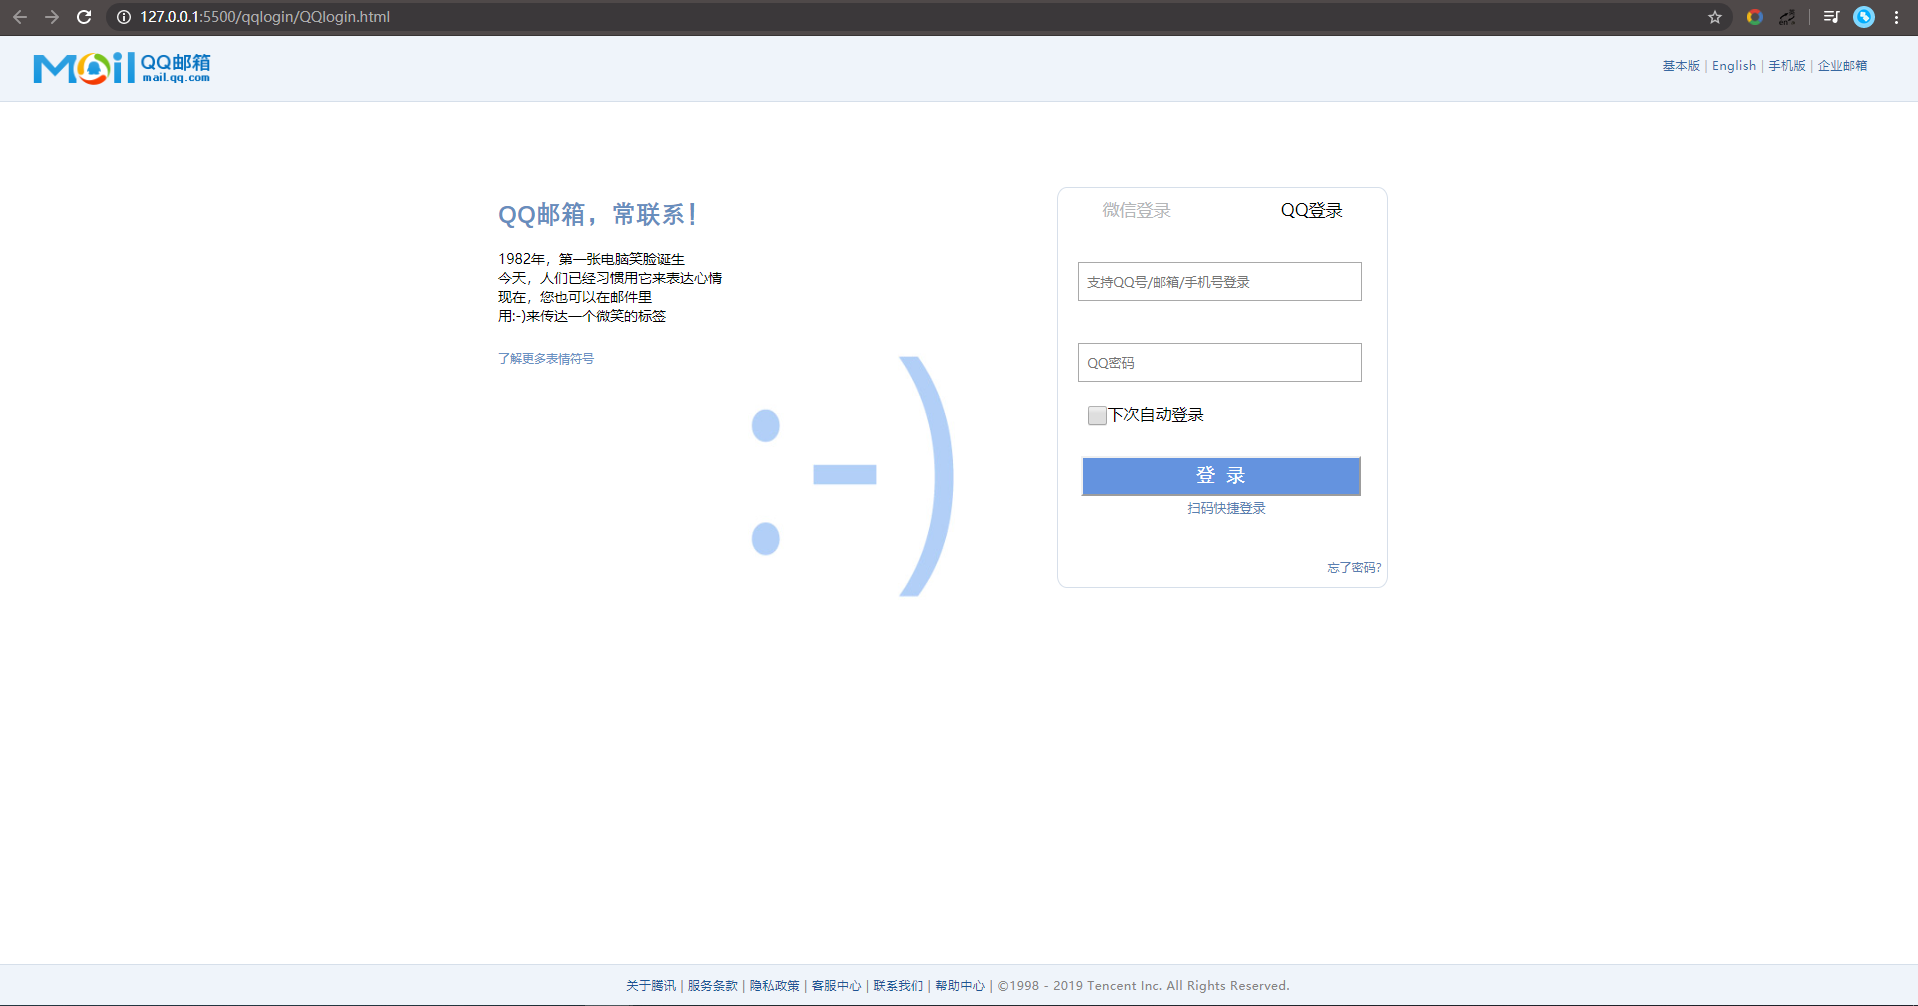 127.0.0.1:5500/qqlogin/QQlogin.html
Mail QQ邮箱
mail.qq.com
基本版 | English | 手机版 | 企业邮箱
QQ邮箱，常联系！
1982年，第一张电脑笑脸诞生
今天，人们已经习惯用它来表达心情
现在，您也可以在邮件里
用:-)来传达一个微笑的标签
了解更多表情符号
:-)
微信登录 QQ登录
支持QQ号/邮箱/手机号登录
QQ密码
下次自动登录
登 录
扫码快捷登录
忘了密码?
关于腾讯 | 服务条款 | 隐私政策 | 客服中心 | 联系我们 | 帮助中心 | ©1998 - 2019 Tencent Inc. All Rights Reserved.